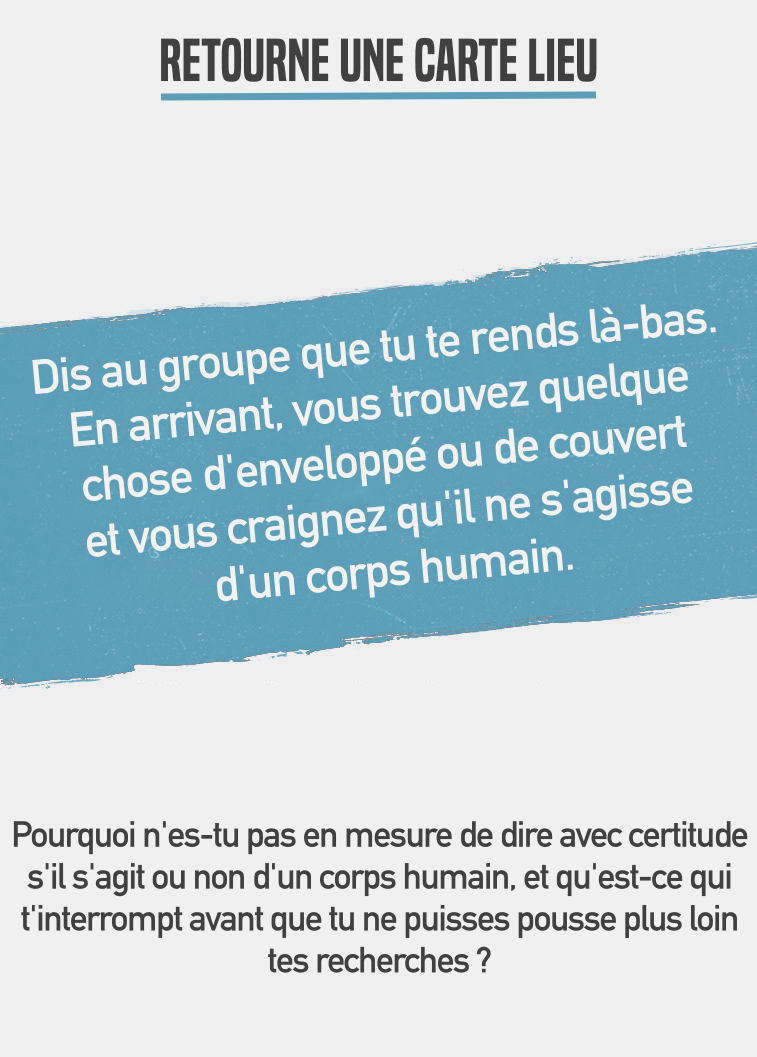 RETOURNE UNE CARTE LIEU
Dis au groupe que tu te rends là-bas.
En arrivant, vous trouvez quelque
chose d'enveloppé ou de couvert
et vous craignez qu'il ne s'agisse
d'un corps humain.
Pourquoi n'es-tu pas en mesure de dire avec certitude
s'il s'agit ou non d'un corps humain, et qu'est-ce qui
t'interrompt avant que tu ne puisses pousse plus loin
tes recherches ?